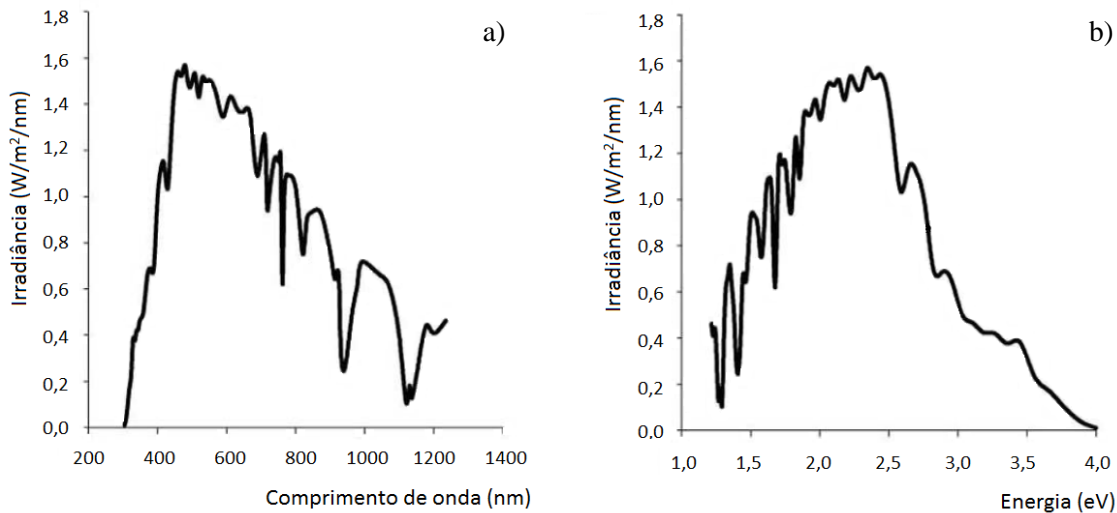 a)
Irradiância (W/m²/nm)
1,8
1,6
1,4
1,2
1,0
0,8
0,6
0,4
0,2
0,0
200 400 600 800 1000 1200 1400
Comprimento de onda (nm)
b)
Irradiância (W/m²/nm)
1,8
1,6
1,4
1,2
1,0
0,8
0,6
0,4
0,2
0,0
1,0 1,5 2,0 2,5 3,0 3,5 4,0
Energia (eV)